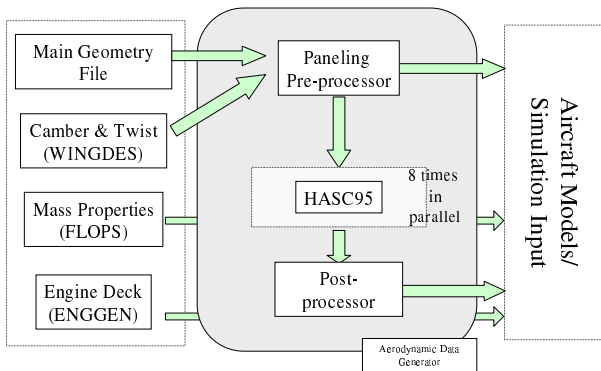 Main Geometry
File
Camber & Twist
(WINGDES)
Mass Properties
(FLOPS)
Engine Deck
(ENGGEN)
Paneling
Pre-processor
HASC95
8 times
in
parallel
Post-
processor
Aerodynamic Data
Generator
Aircraft Models/
Simulation Input